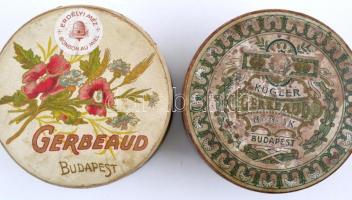 ERDÉLYI MÉZ
BONBON AU MIEL
GERBEAUD
BUDAPEST
KUGLER
GERBEAUD
BUDAPEST